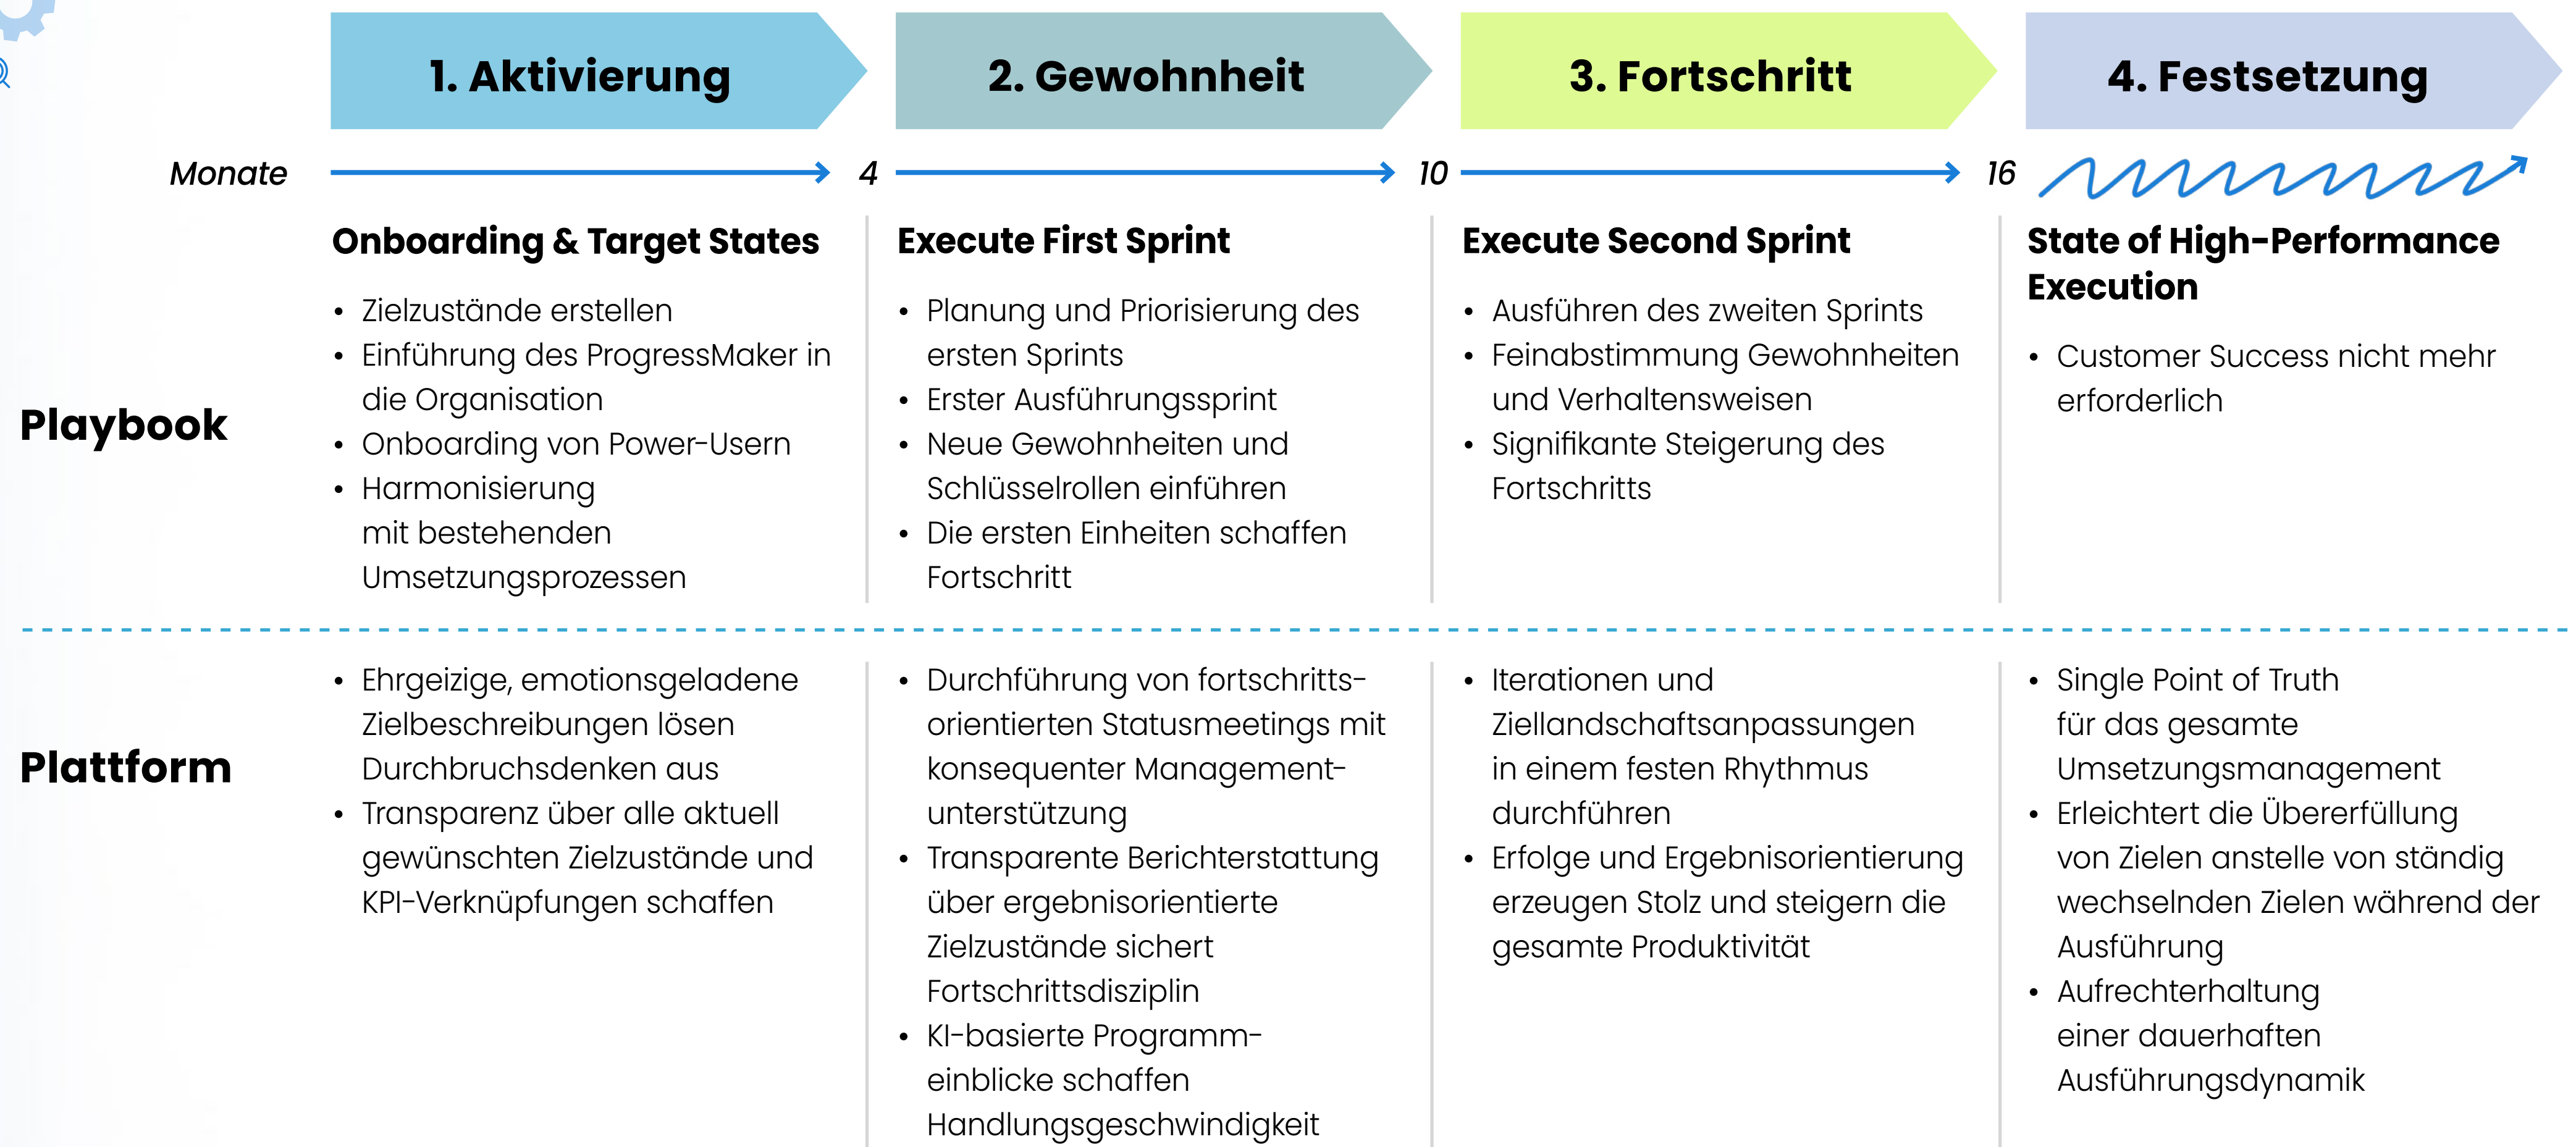 1. Aktivierung
2. Gewohnheit
3. Fortschritt
4. Festsetzung
Monate
4
10
16
Playbook
Onboarding & Target States
• Zielzustände erstellen
• Einführung des ProgressMaker in
die Organisation
• Onboarding von Power-Usern
• Harmonisierung
mit bestehenden
Umsetzungsprozessen
Execute First Sprint
• Planung und Priorisierung des
ersten Sprints
• Erster Ausführungssprint
• Neue Gewohnheiten und
Schlüsselrollen einführen
• Die ersten Einheiten schaffen
Fortschritt
Execute Second Sprint
• Ausführen des zweiten Sprints
• Feinabstimmung Gewohnheiten
und Verhaltensweisen
• Signifikante Steigerung des
Fortschritts
State of High-Performance
Execution
• Customer Success nicht mehr
erforderlich
Plattform
• Ehrgeizige, emotionsgeladene
Zielbeschreibungen lösen
Durchbruchsdenken aus
• Transparenz über alle aktuell
gewünschten Zielzustände und
KPI-Verknüpfungen schaffen
• Durchführung von fortschritts-
orientierten Statusmeetings mit
konsequenter Management-
unterstützung
• Transparente Berichterstattung
über ergebnisorientierte
Zielzustände sichert
Fortschrittsdisziplin
• KI-basierte Programm-
einblicke schaffen
Handlungsgeschwindigkeit
• Iterationen und
Ziellandschaftsanpassungen
in einem festen Rhythmus
durchführen
• Erfolge und Ergebnisorientierung
erzeugen Stolz und steigern die
gesamte Produktivität
• Single Point of Truth
für das gesamte
Umsetzungsmanagement
• Erleichtert die Übererfüllung
von Zielen anstelle von ständig
wechselnden Zielen während der
Ausführung
• Aufrechterhaltung
einer dauerhaften
Ausführungsdynamik